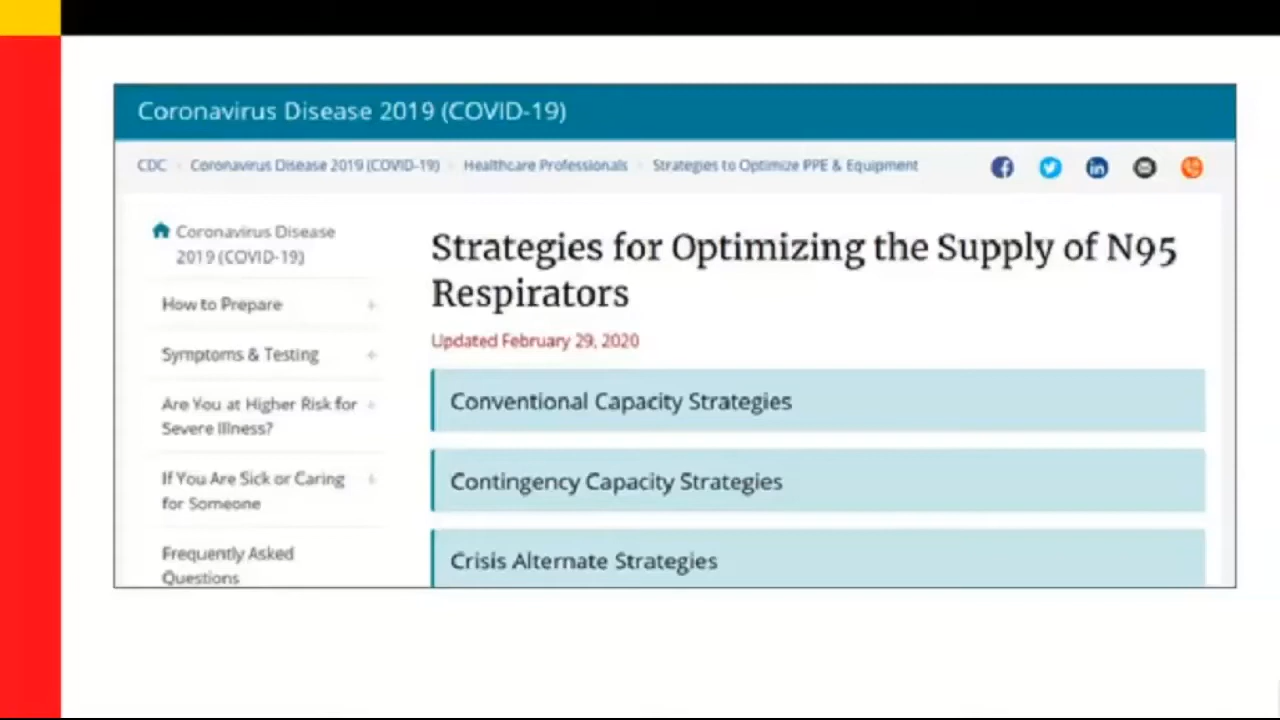 Coronavirus Disease 2019 (COVID-19)
CDC
Coronavirus Disease 2019 (COVID-19)
Healthcare Professionals
Strategies to Optimize PPE & Equipment
Coronavirus Disease
2019 (COVID-19)
How to Prepare
Symptoms & Testing
Are You at Higher Risk for
Severe Illness?
If You Are Sick or Caring
for Someone
Frequently Asked
Questions
Strategies for Optimizing the Supply of N95
Respirators
Updated February 29, 2020
Conventional Capacity Strategies
Contingency Capacity Strategies
Crisis Alternate Strategies